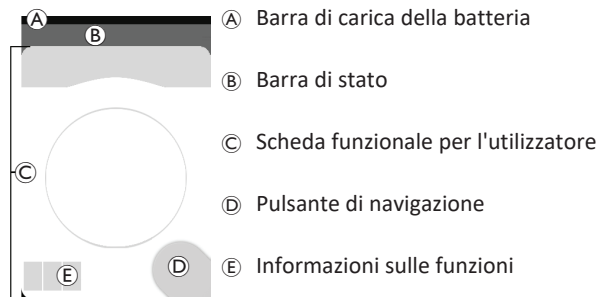 Ⓐ Ⓐ Barra di carica della batteria
Ⓑ
Ⓑ Barra di stato
Ⓒ Scheda funzionale per l'utilizzatore
Ⓒ
Ⓓ Pulsante di navigazione
Ⓔ Ⓓ Ⓔ Informazioni sulle funzioni